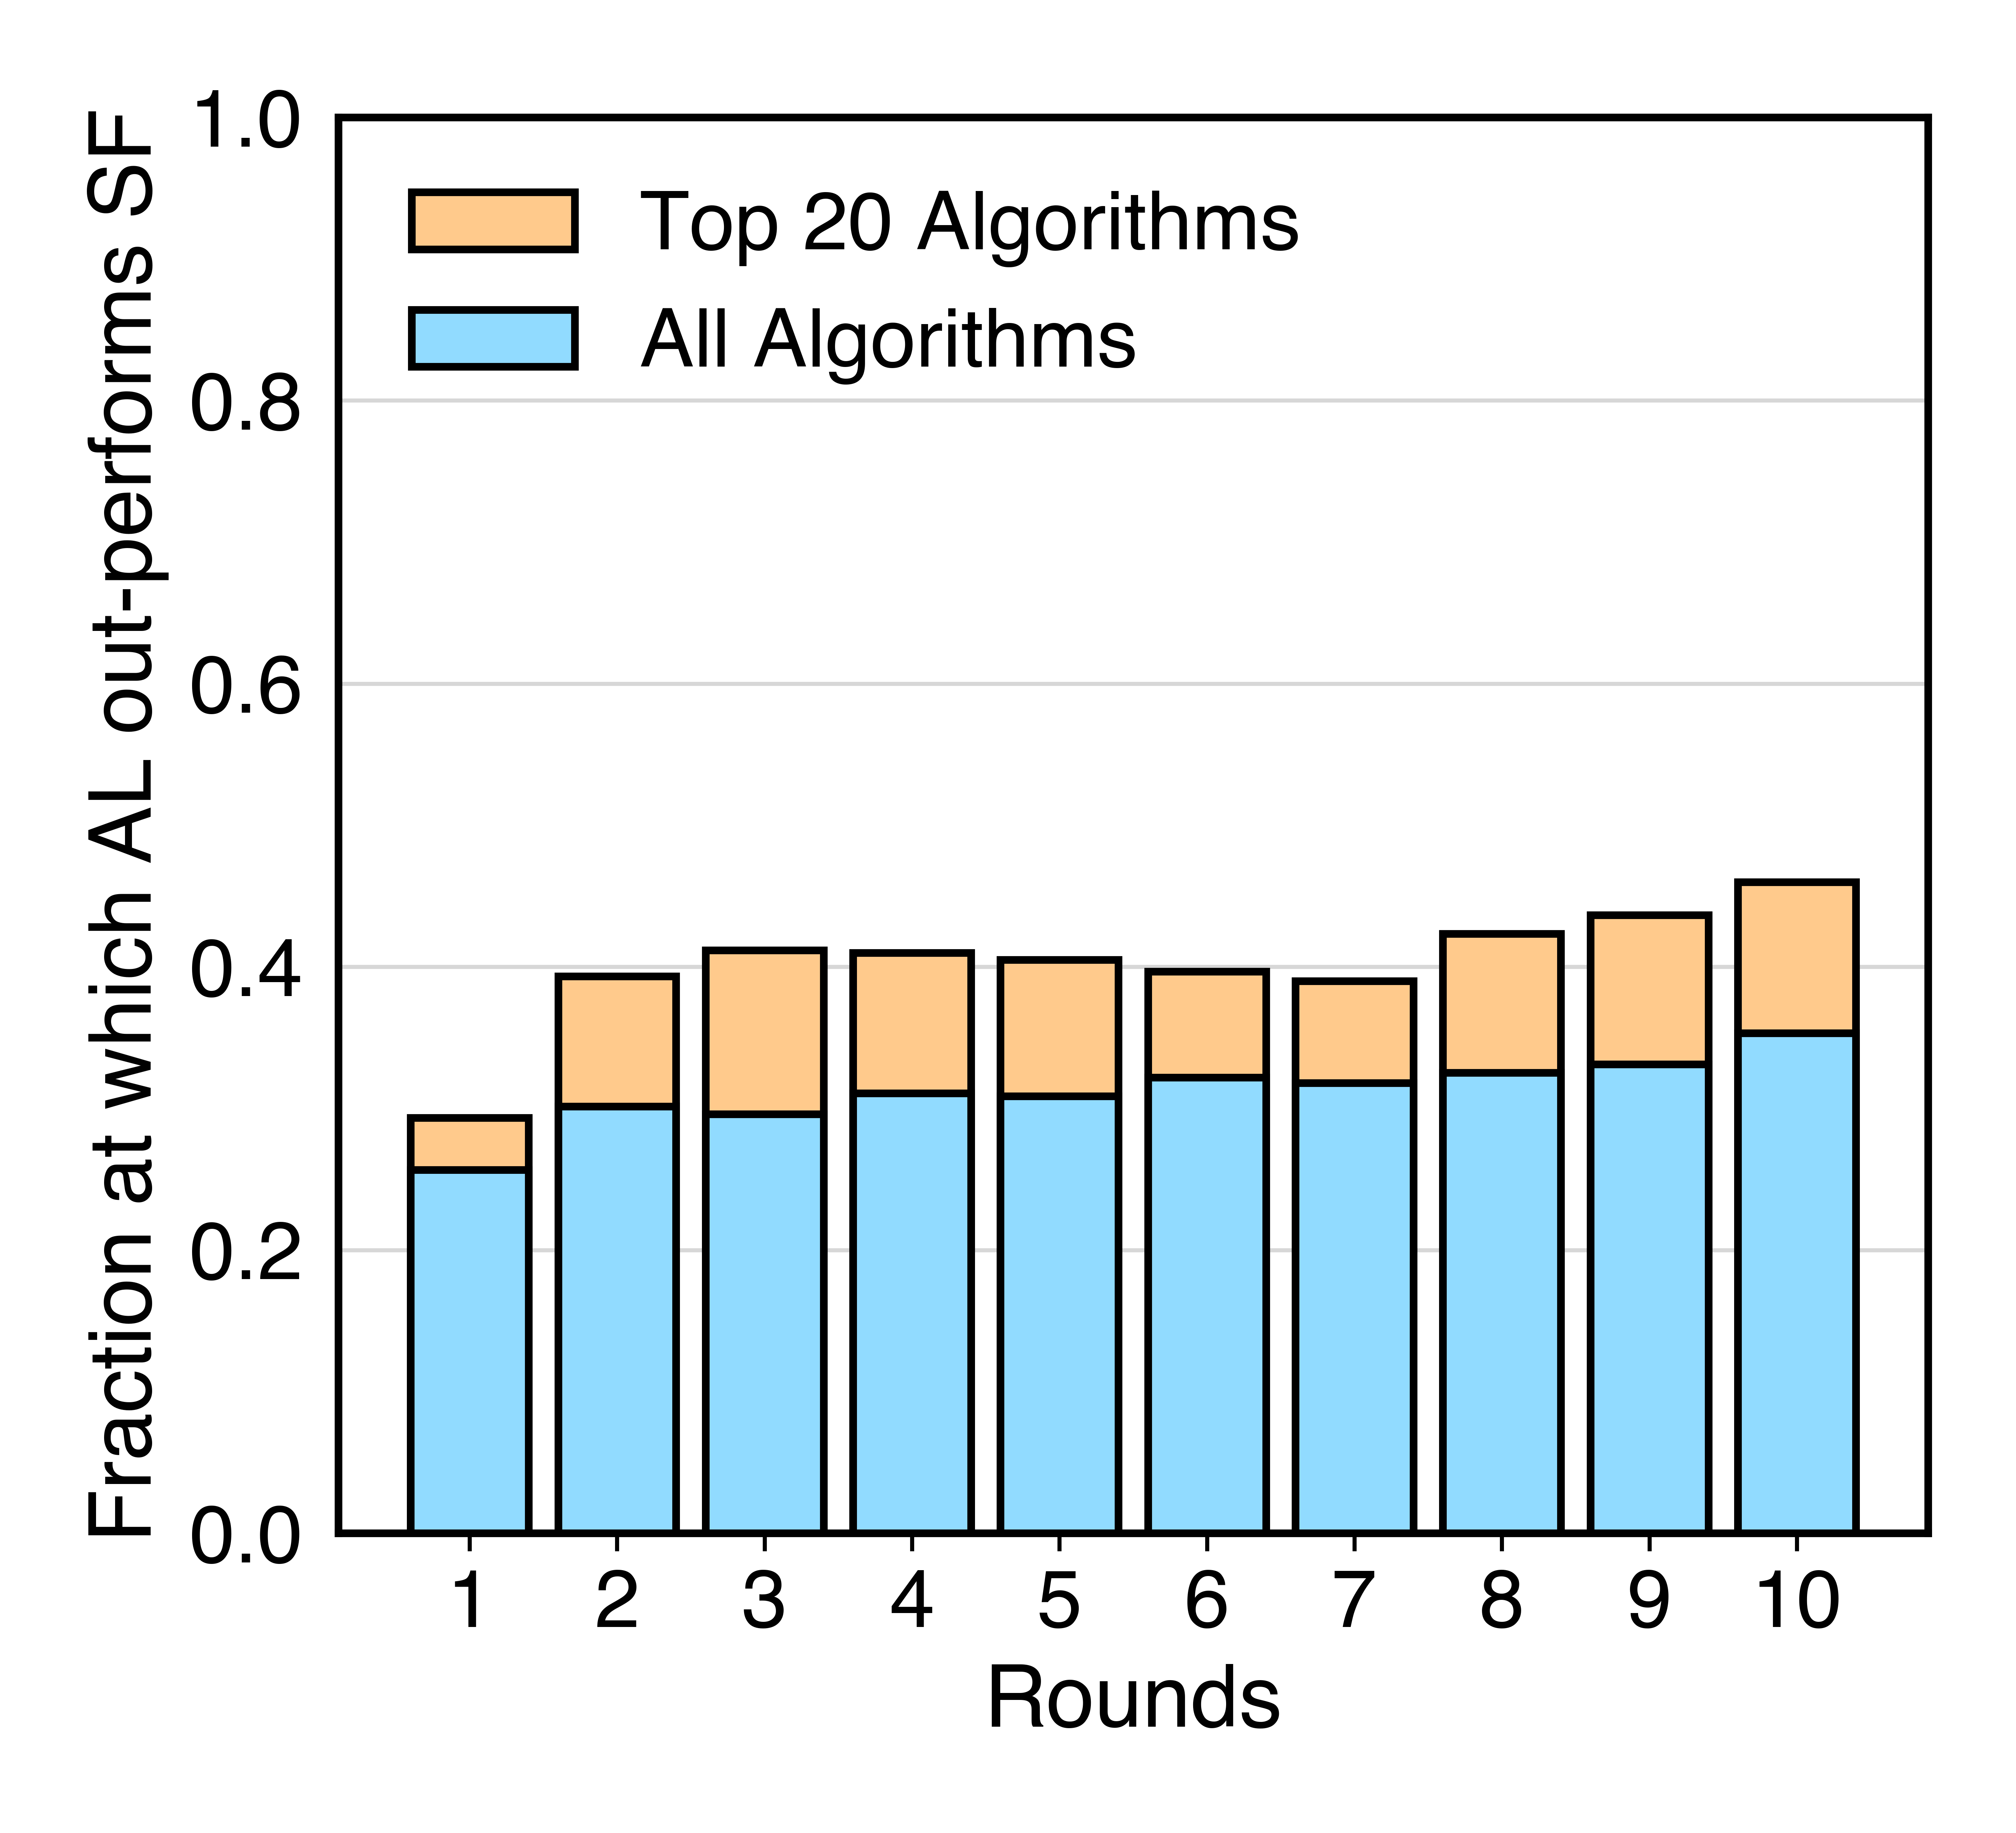 Fraction at which AL out-performs SF
1.0
0.8
0.6
0.4
0.2
0.0
Top 20 Algorithms
All Algorithms
1 2 3 4 5 6 7 8 9 10
Rounds